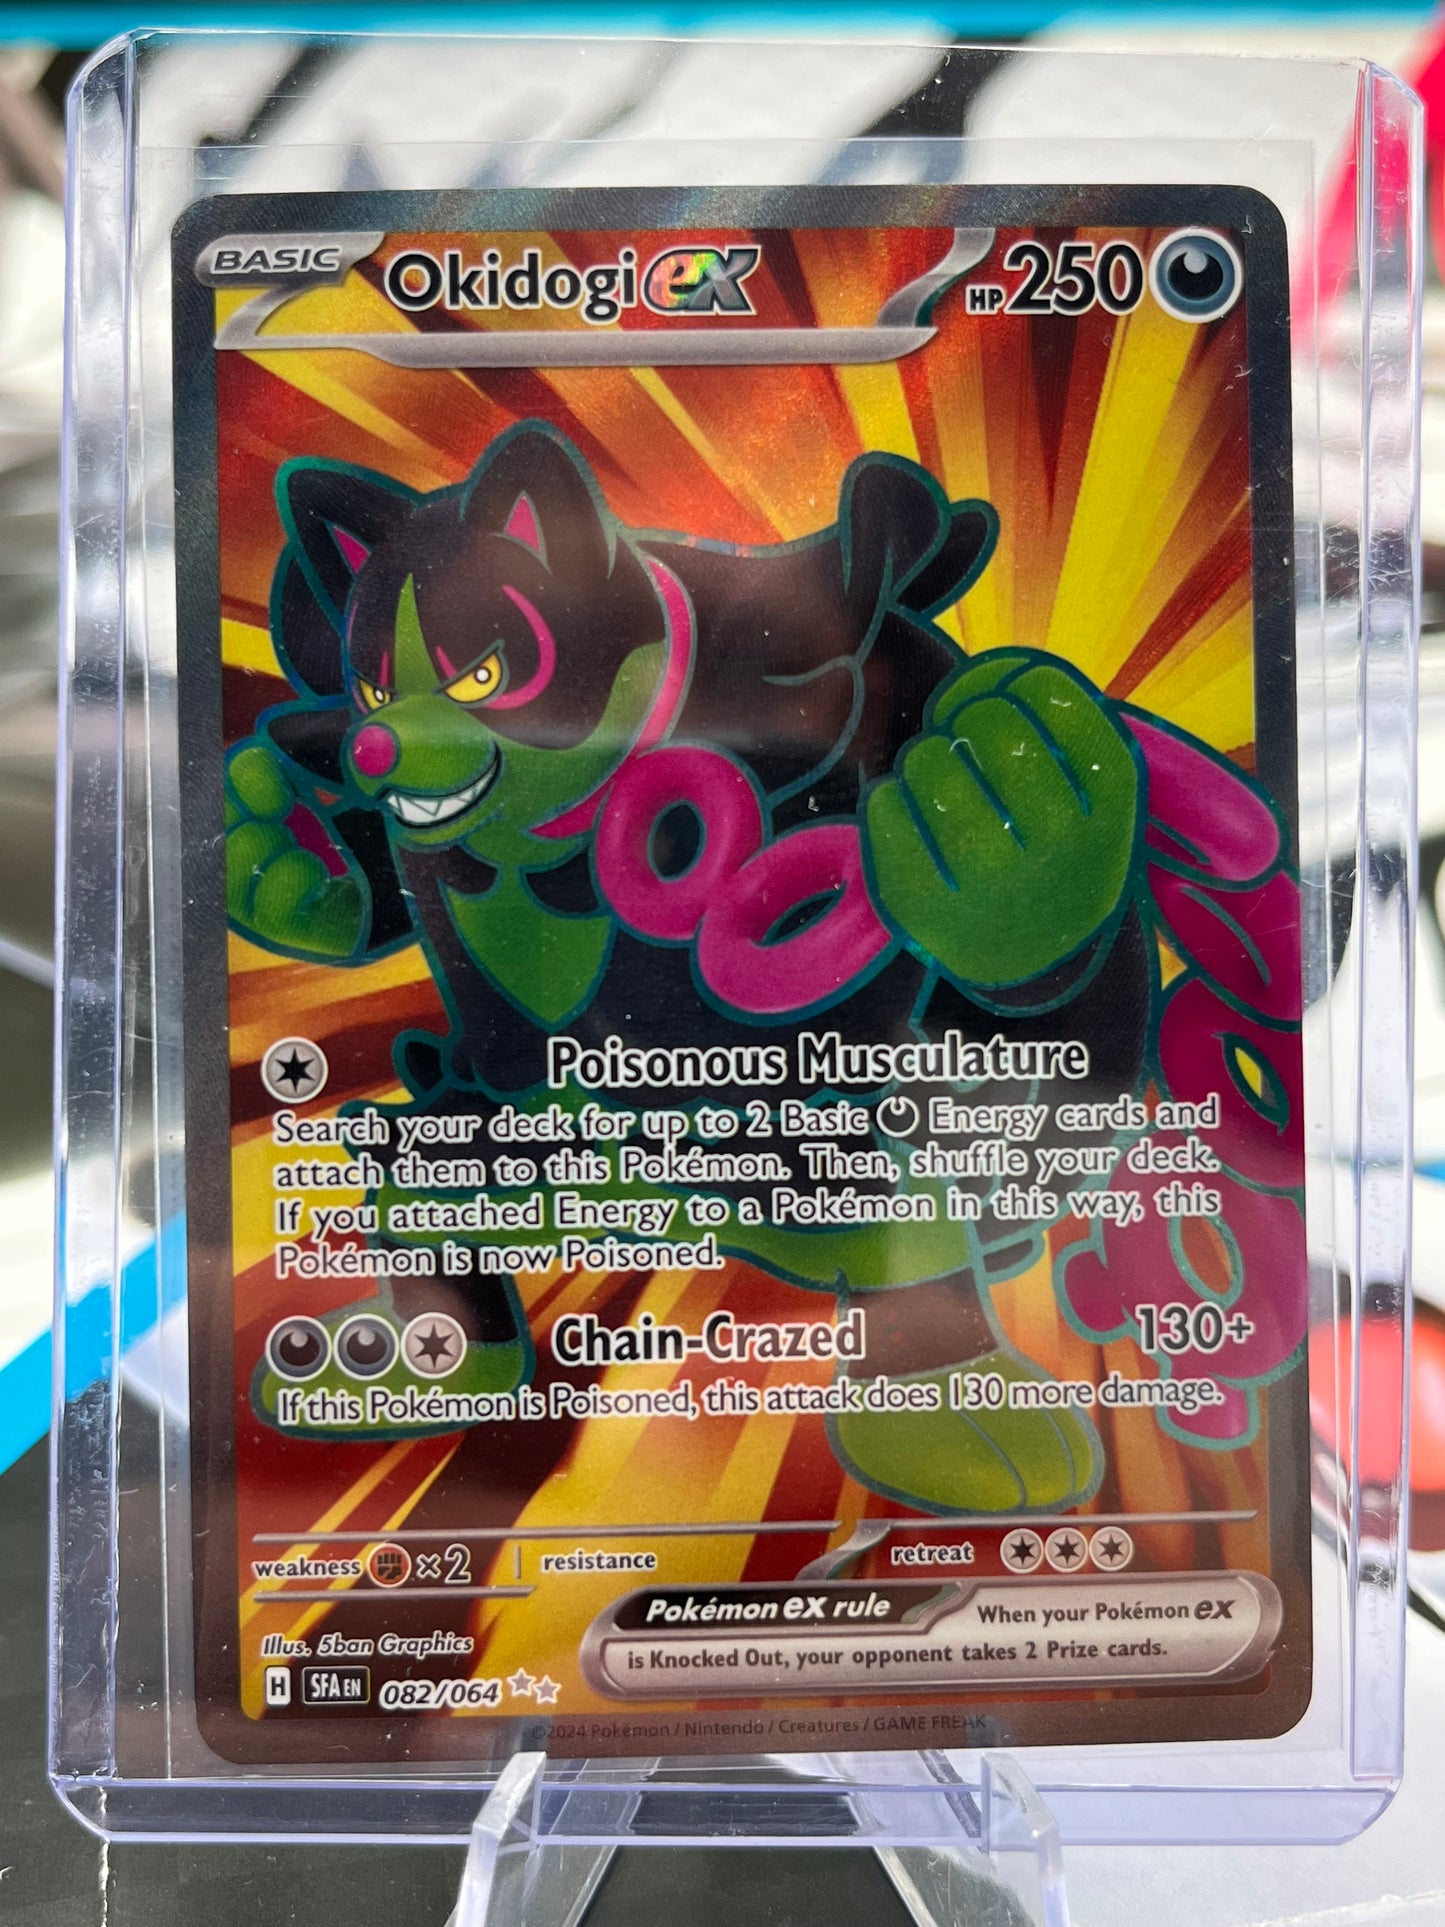 BASIC Okidogi ex HP 250
Poisonous Musculature
Search your deck for up to 2 Basic Energy cards and
attach them to this Pokémon. Then, shuffle your deck.
If you attached Energy to a Pokémon in this way, this
Pokémon is now Poisoned.
Chain-Crazed 130+
If this Pokémon is Poisoned, this attack does 130 more damage.
weakness ×2 resistance retreat
Pokémon ex rule When your Pokémon ex
is Knocked Out, your opponent takes 2 Prize cards.
Illus. 5ban Graphics
H SFA EN 082/064
©2024 Pokémon / Nintendo / Creatures / GAME FREAK